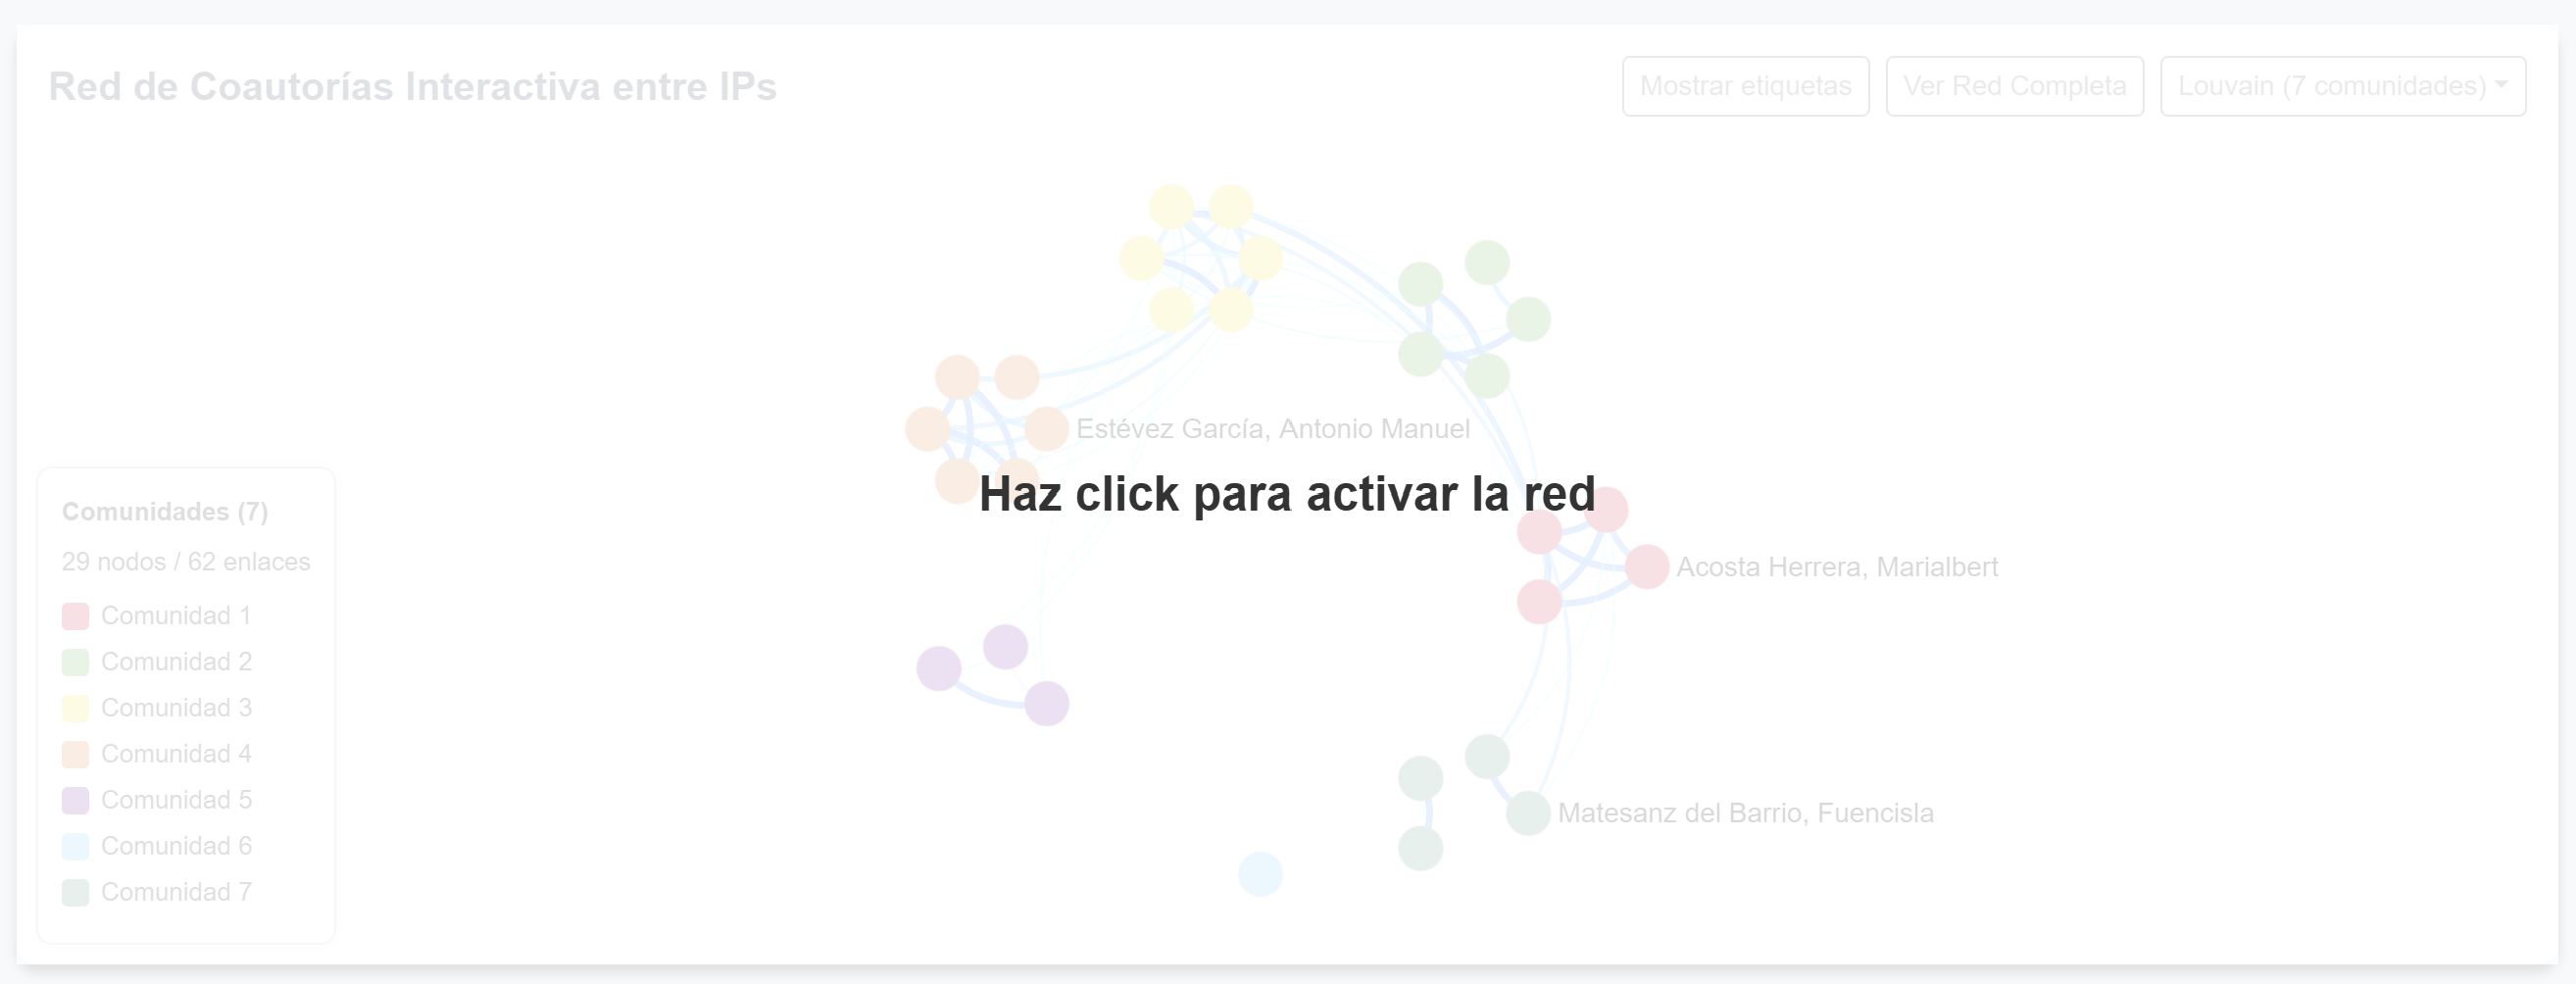 Red de Coautorías Interactiva entre IPs
Mostrar etiquetas
Ver Red Completa
Louvain (7 comunidades)
Estévez García, Antonio Manuel
Haz click para activar la red
Acosta Herrera, Marialbert
Matesanz del Barrio, Fuencisla
Comunidades (7)
29 nodos / 62 enlaces
Comunidad 1
Comunidad 2
Comunidad 3
Comunidad 4
Comunidad 5
Comunidad 6
Comunidad 7